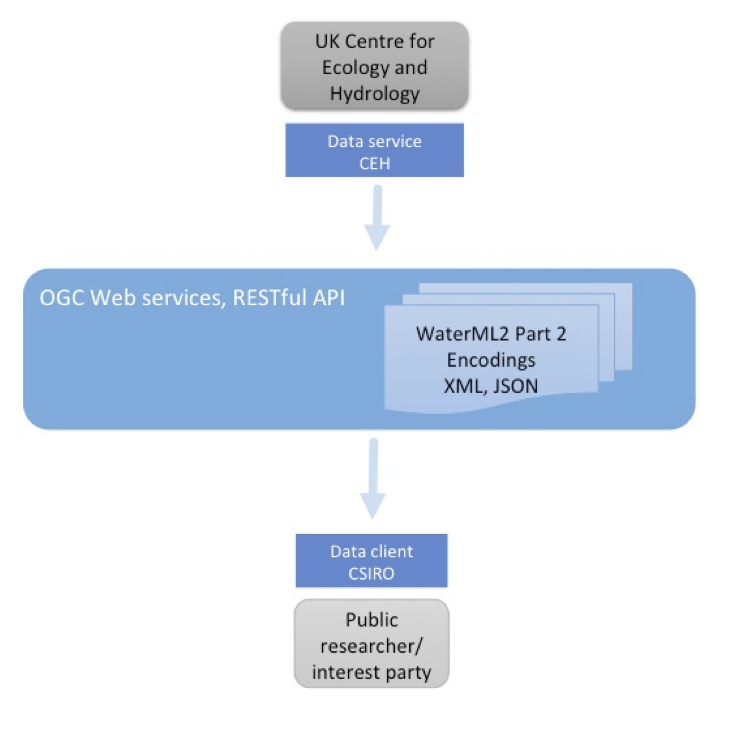 UK Centre for
Ecology and
Hydrology
Data service
CEH
OGC Web services, RESTful API
WaterML2 Part 2
Encodings
XML, JSON
Data client
CSIRO
Public
researcher/
interest party